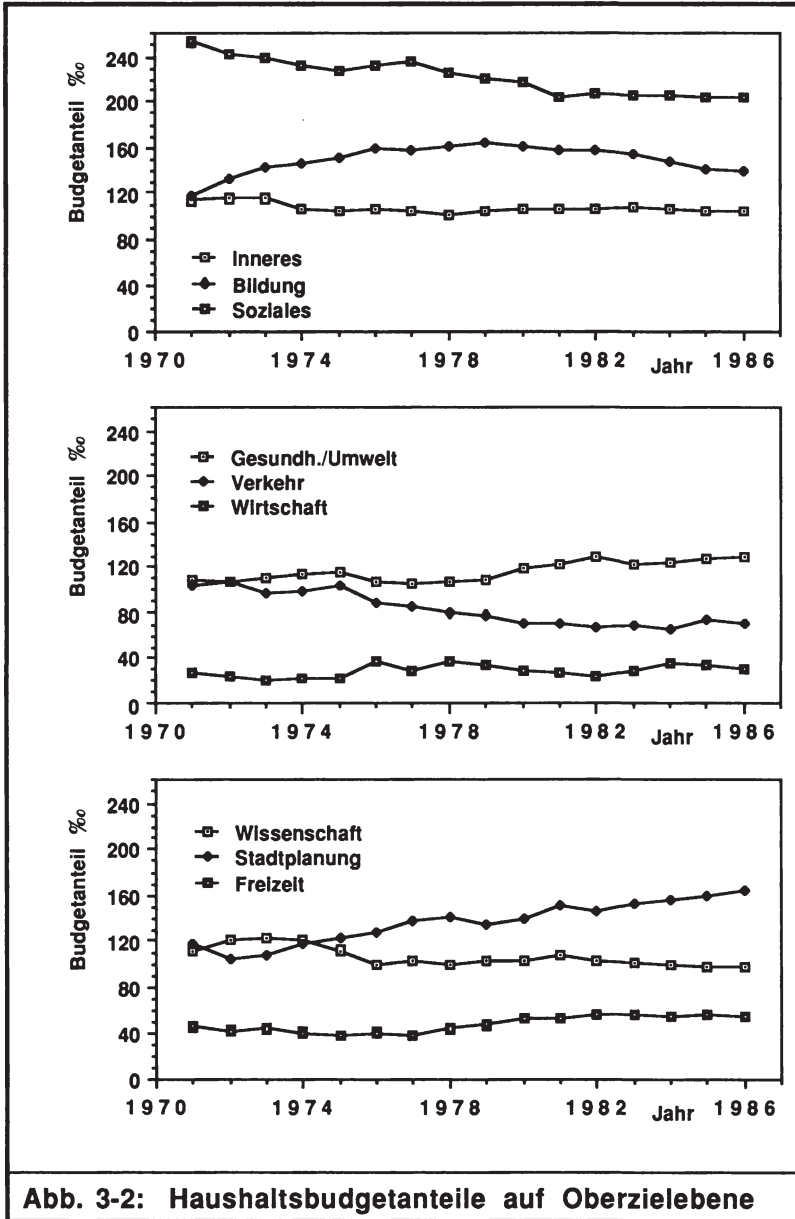 Budgetanteil ‰
240
200
160
120
80
40
0
Inneres
Bildung
Soziales
1970 1974 1978 1982 Jahr 1986
Budgetanteil ‰
240
200
160
120
80
40
0
Gesundh./Umwelt
Verkehr
Wirtschaft
1970 1974 1978 1982 Jahr 1986
Budgetanteil ‰
240
200
160
120
80
40
0
Wissenschaft
Stadtplanung
Freizeit
1970 1974 1978 1982 Jahr 1986
Abb. 3-2: Haushaltsbudgetanteile auf Oberzielebene